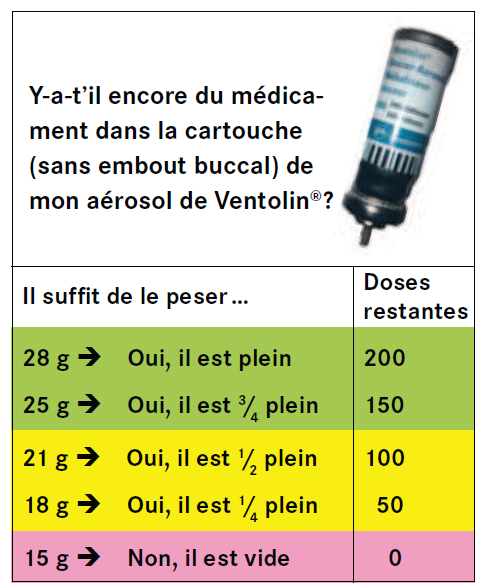 Y-a-t'il encore du médica-
ment dans la cartouche
(sans embout buccal) de
mon aérosol de Ventolin®?
Il suffit de le peser...
Doses
restantes
28 g ➔ Oui, il est plein 200
25 g ➔ Oui, il est ¾ plein 150
21 g ➔ Oui, il est ½ plein 100
18 g ➔ Oui, il est ¼ plein 50
15 g ➔ Non, il est vide 0